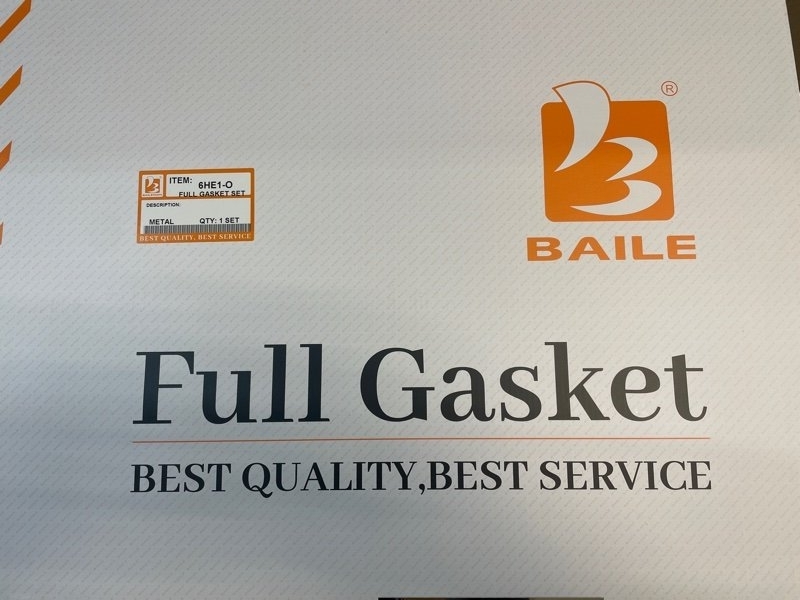 ®
BAILE
ITEM: 6HE1-O
FULL GASKET SET
DESCRIPTION:
METAL QTY: 1 SET
BEST QUALITY, BEST SERVICE
Full Gasket
BEST QUALITY,BEST SERVICE